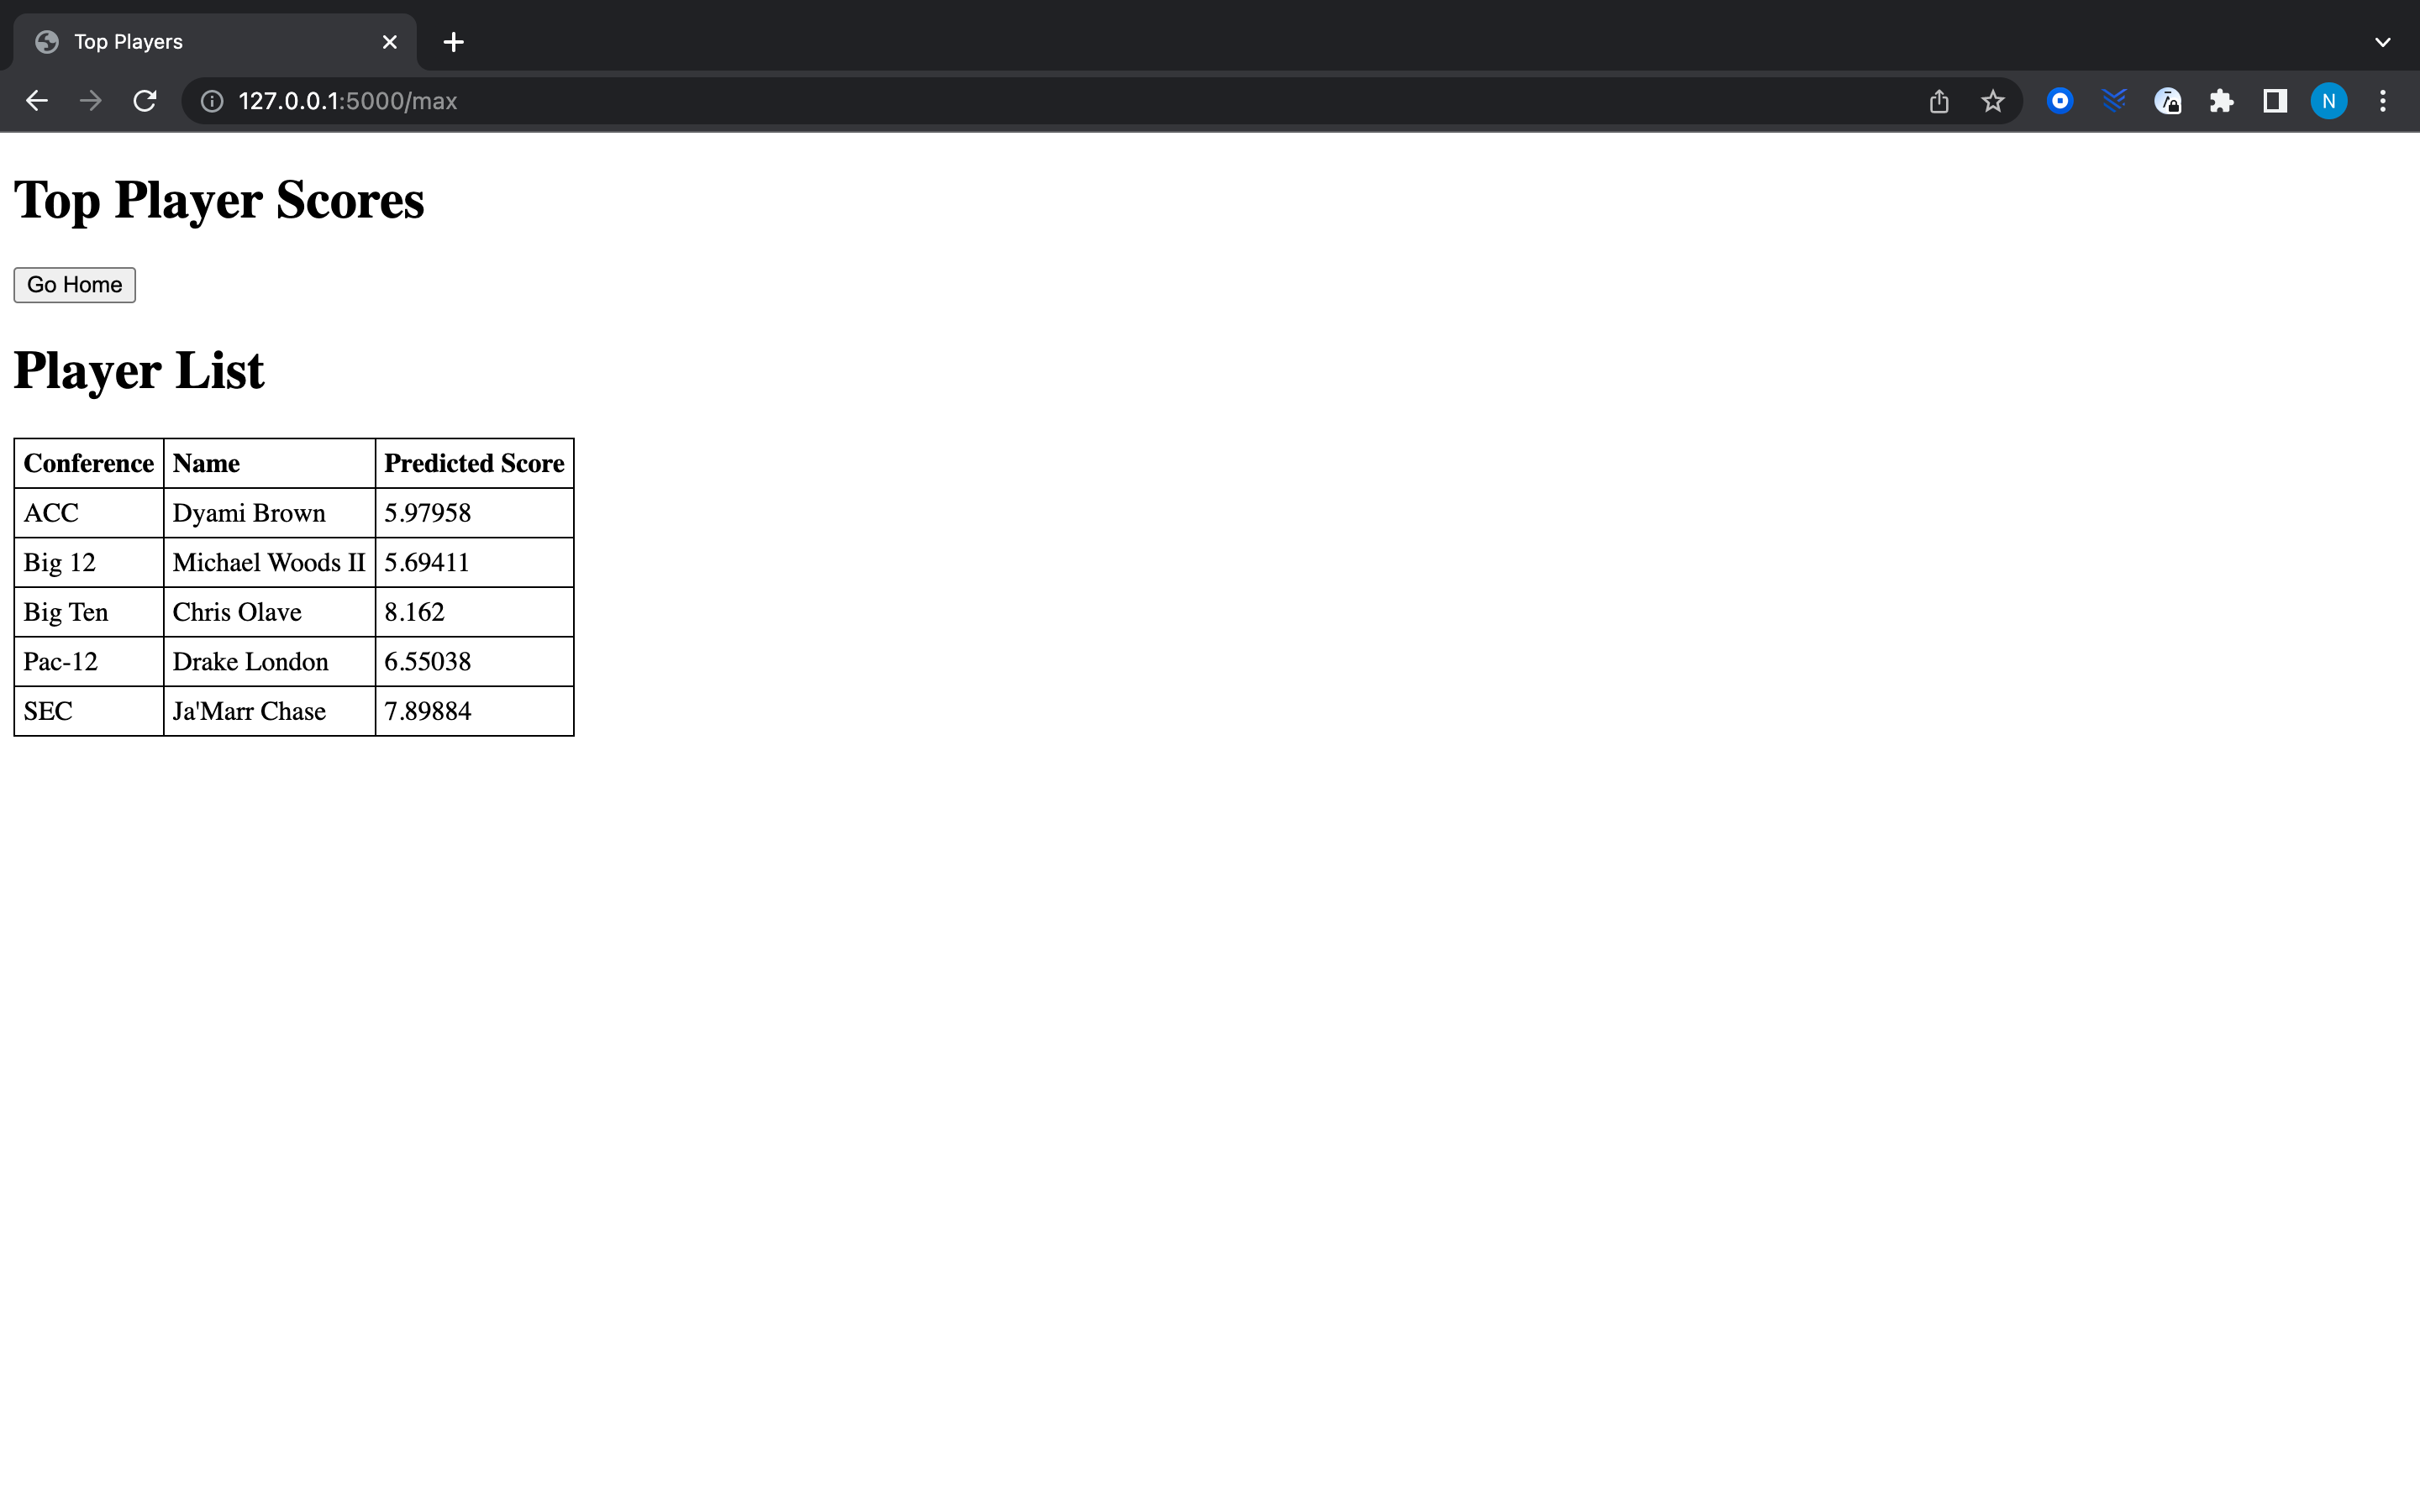 Top Players
127.0.0.1:5000/max
N
Top Player Scores
Go Home
Player List
Conference Name Predicted Score
ACC Dyami Brown 5.97958
Big 12 Michael Woods II 5.69411
Big Ten Chris Olave 8.162
Pac-12 Drake London 6.55038
SEC Ja'Marr Chase 7.89884